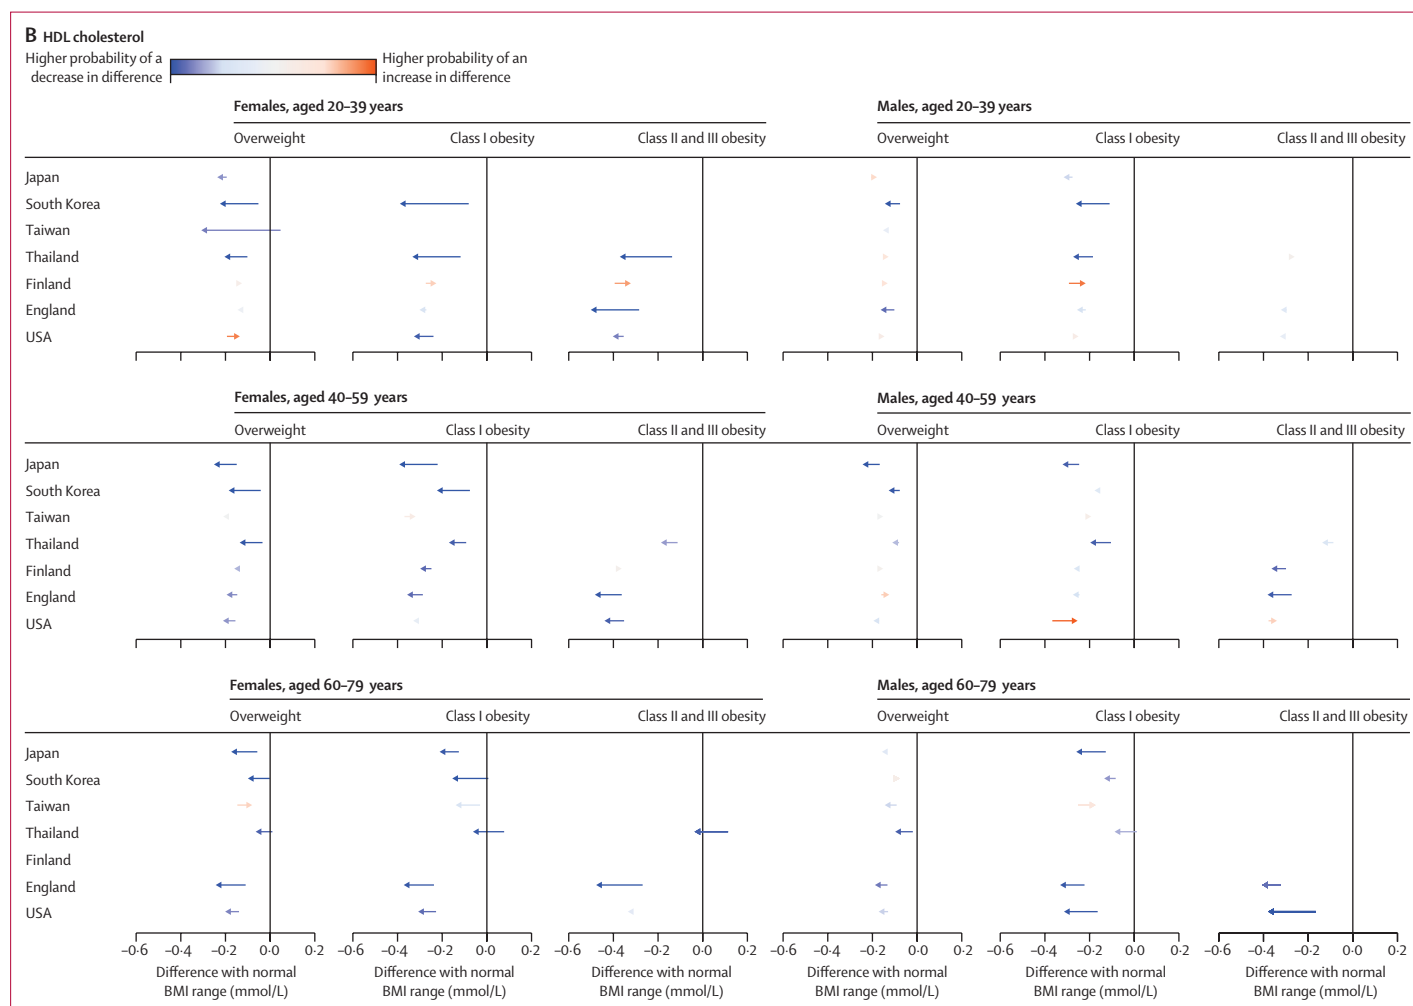 B HDL cholesterol
Higher probability of a
decrease in difference
Higher probability of an
increase in difference
Females, aged 20–39 years
Males, aged 20–39 years
Overweight
Class I obesity
Class II and III obesity
Overweight
Class I obesity
Class II and III obesity
Japan
South Korea
Taiwan
Thailand
Finland
England
USA
Females, aged 40–59 years
Males, aged 40–59 years
Overweight
Class I obesity
Class II and III obesity
Overweight
Class I obesity
Class II and III obesity
Japan
South Korea
Taiwan
Thailand
Finland
England
USA
Females, aged 60–79 years
Males, aged 60–79 years
Overweight
Class I obesity
Class II and III obesity
Overweight
Class I obesity
Class II and III obesity
Japan
South Korea
Taiwan
Thailand
Finland
England
USA
–0·6 –0·4 –0·2 0·0 0·2
–0·6 –0·4 –0·2 0·0 0·2
–0·6 –0·4 –0·2 0·0 0·2
–0·6 –0·4 –0·2 0·0 0·2
–0·6 –0·4 –0·2 0·0 0·2
–0·6 –0·4 –0·2 0·0 0·2
Difference with normal
BMI range (mmol/L)
Difference with normal
BMI range (mmol/L)
Difference with normal
BMI range (mmol/L)
Difference with normal
BMI range (mmol/L)
Difference with normal
BMI range (mmol/L)
Difference with normal
BMI range (mmol/L)